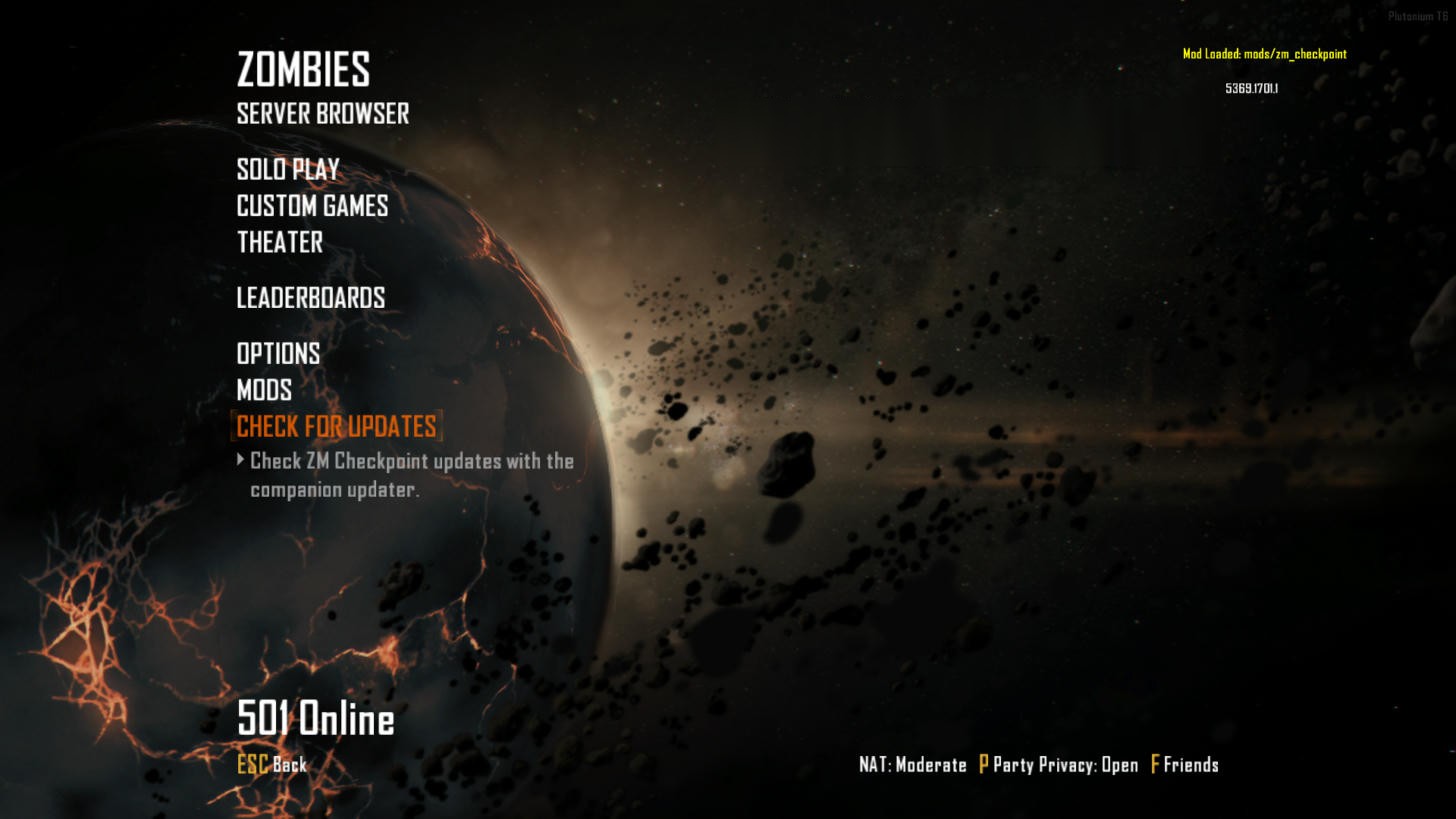 Plutonium T6
ZOMBIES
Mod Loaded: mods/zm_checkpoint
5369.1701.1
SERVER BROWSER
SOLO PLAY
CUSTOM GAMES
THEATER
LEADERBOARDS
OPTIONS
MODS
CHECK FOR UPDATES
Check ZM Checkpoint updates with the
companion updater.
501 Online
ESC Back
NAT: Moderate P Party Privacy: Open F Friends